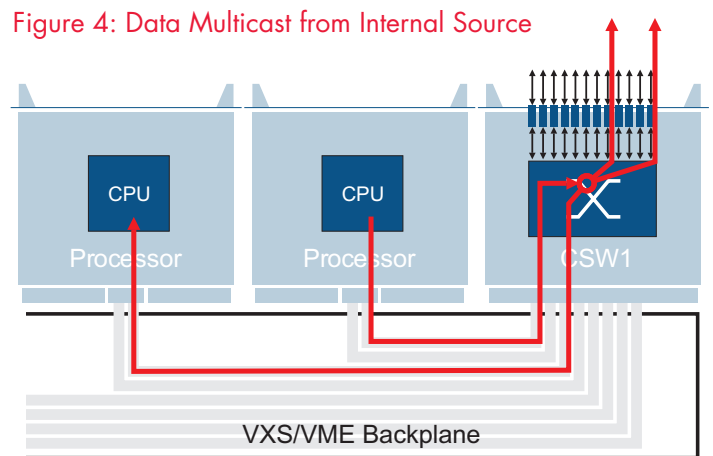 Figure 4: Data Multicast from Internal Source
CPU
CPU
Processor
Processor
CSW1
VXS/VME Backplane